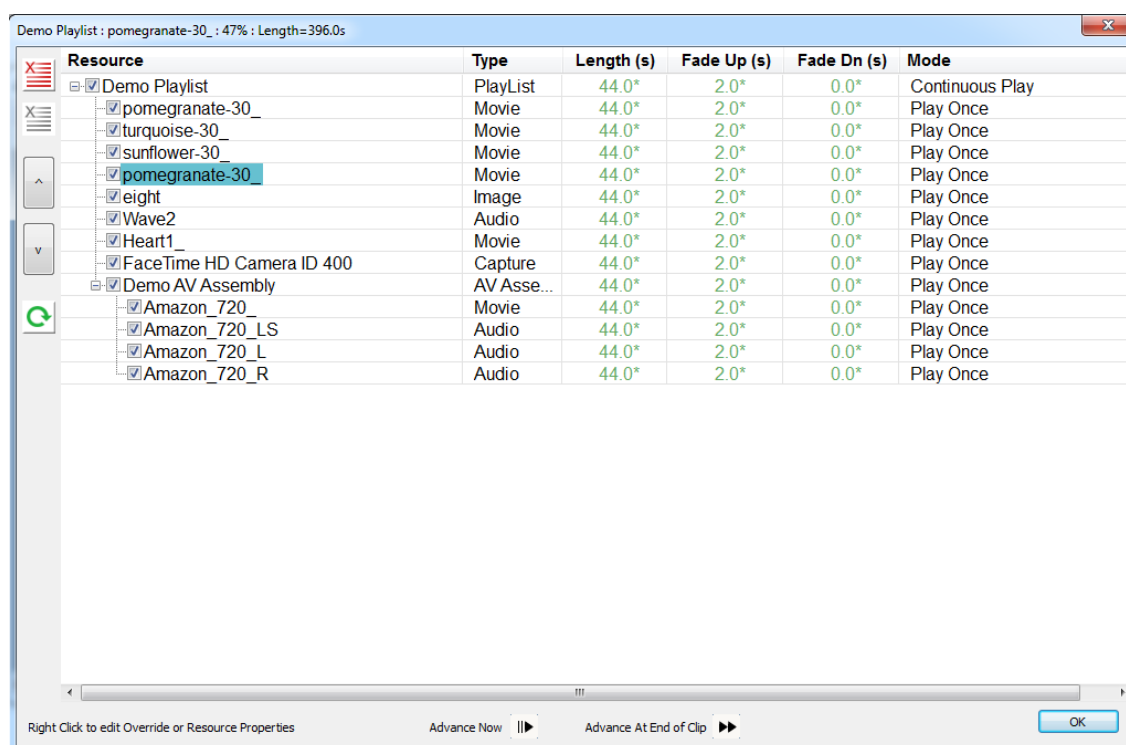 Demo Playlist : pomegranate-30_ : 47% : Length=396.0s
Resource Type Length (s) Fade Up (s) Fade Dn (s) Mode
Demo Playlist PlayList 44.0* 2.0* 0.0* Continuous Play
pomegranate-30_ Movie 44.0* 2.0* 0.0* Play Once
turquoise-30_ Movie 44.0* 2.0* 0.0* Play Once
sunflower-30_ Movie 44.0* 2.0* 0.0* Play Once
pomegranate-30_ Movie 44.0* 2.0* 0.0* Play Once
eight Image 44.0* 2.0* 0.0* Play Once
Wave2 Audio 44.0* 2.0* 0.0* Play Once
Heart1_ Movie 44.0* 2.0* 0.0* Play Once
FaceTime HD Camera ID 400 Capture 44.0* 2.0* 0.0* Play Once
Demo AV Assembly AV Asse... 44.0* 2.0* 0.0* Play Once
Amazon_720_ Movie 44.0* 2.0* 0.0* Play Once
Amazon_720_LS Audio 44.0* 2.0* 0.0* Play Once
Amazon_720_L Audio 44.0* 2.0* 0.0* Play Once
Amazon_720_R Audio 44.0* 2.0* 0.0* Play Once
Right Click to edit Override or Resource Properties Advance Now Advance At End of Clip OK